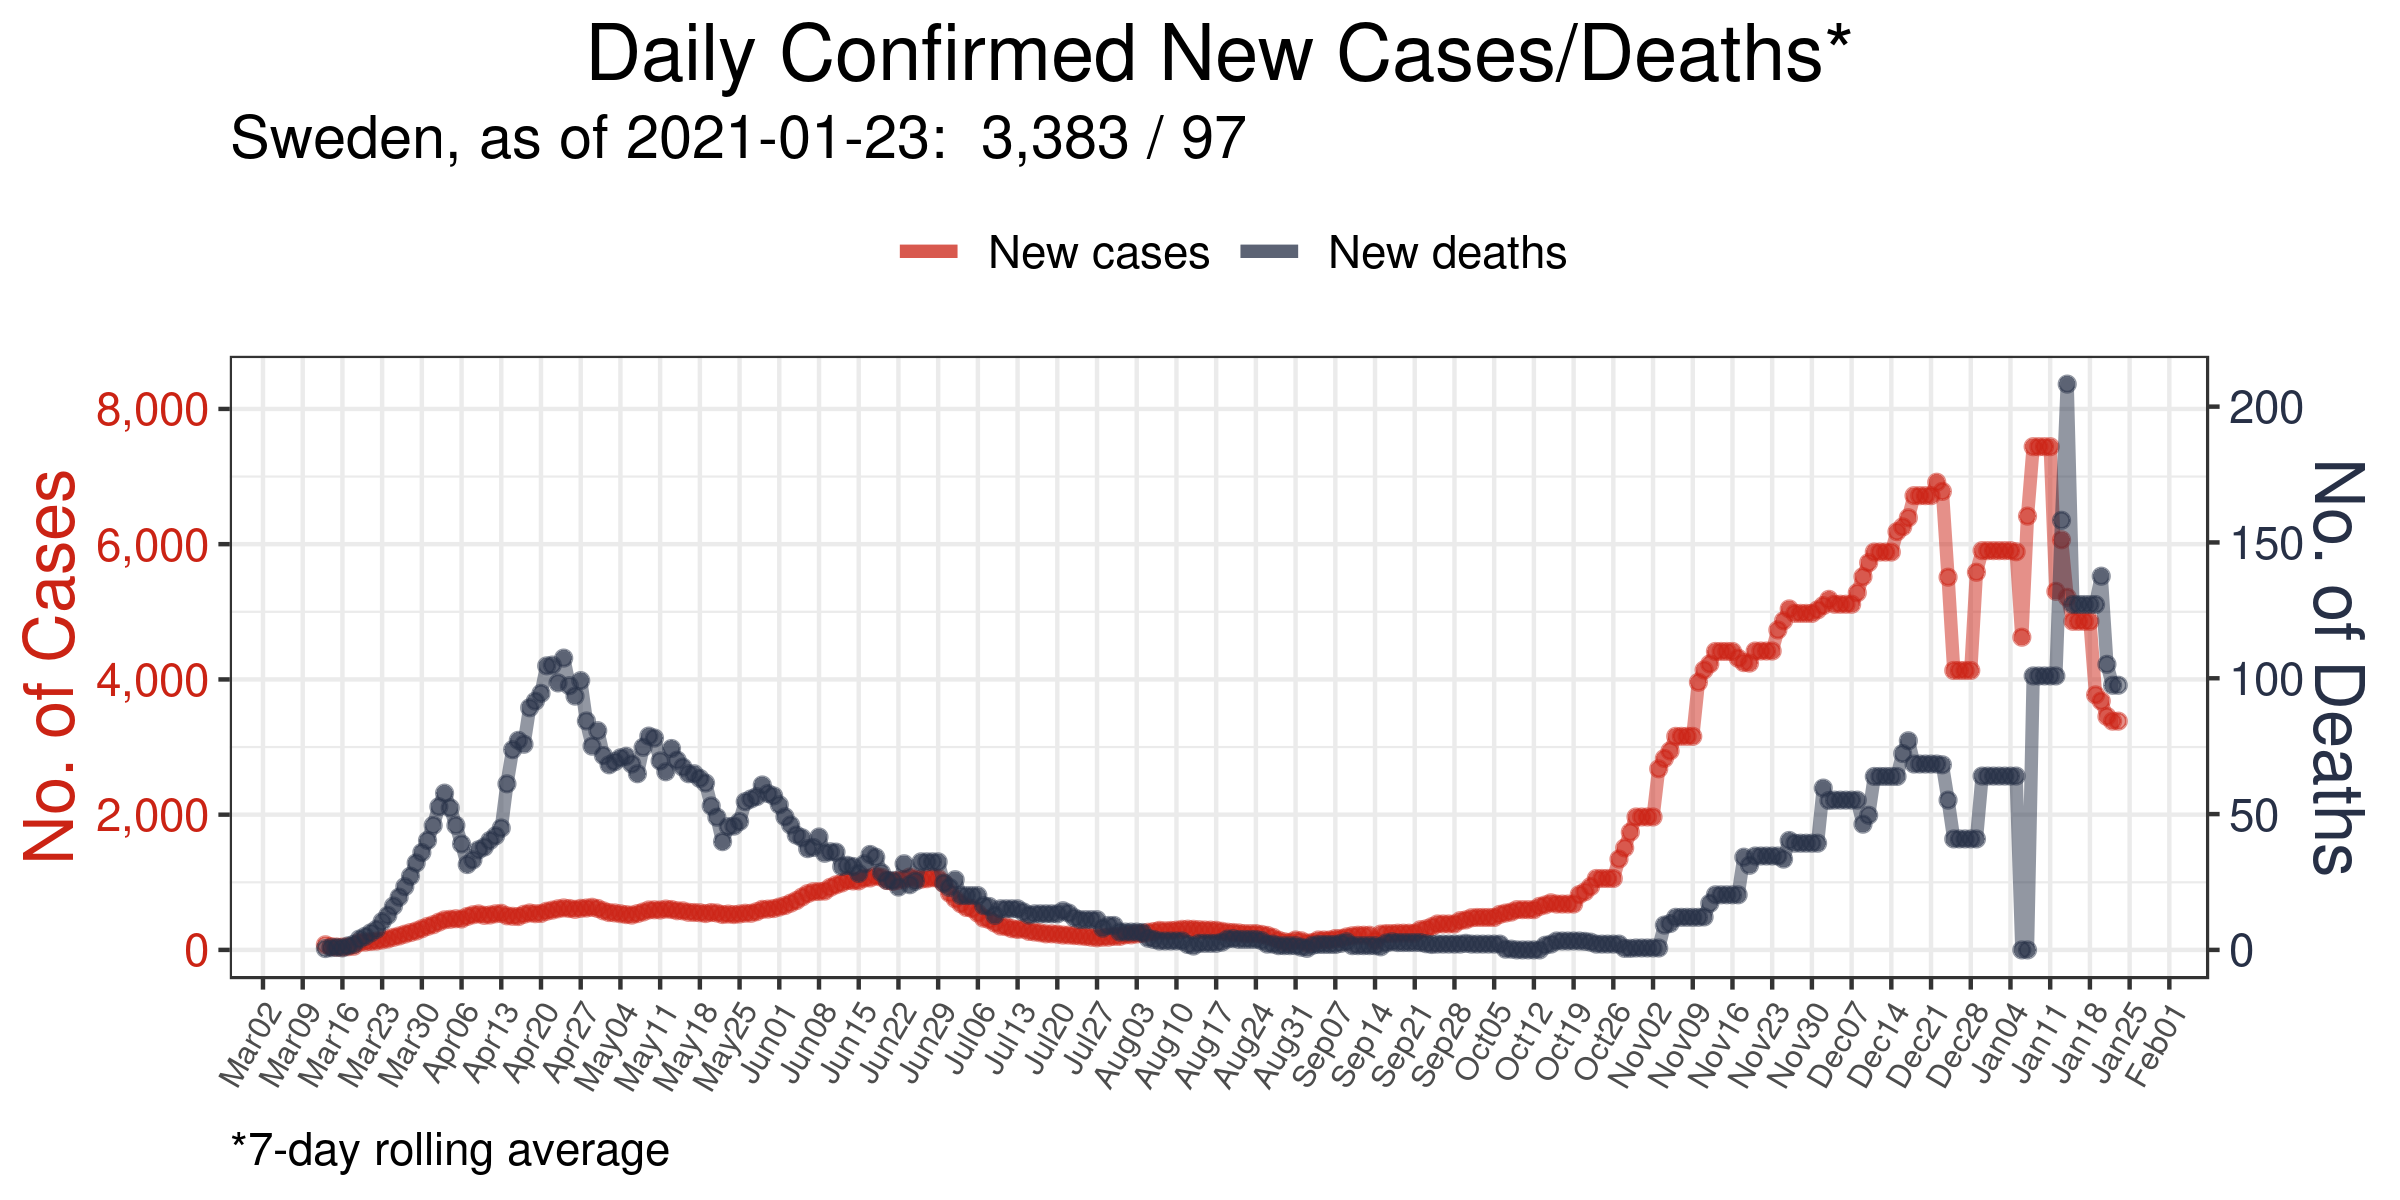 Daily Confirmed New Cases/Deaths*
Sweden, as of 2021-01-23:  3,383 / 97
New cases New deaths
No. of Cases
8,000
6,000
4,000
2,000
0
200
150
100
50
0
No. of Deaths
Mar02 Mar09 Mar16 Mar23 Mar30 Apr06 Apr13 Apr20 Apr27 May04 May11 May18 May25 Jun01 Jun08 Jun15 Jun22 Jun29 Jul06 Jul13 Jul20 Jul27 Aug03 Aug10 Aug17 Aug24 Aug31 Sep07 Sep14 Sep21 Sep28 Oct05 Oct12 Oct19 Oct26 Nov02 Nov09 Nov16 Nov23 Nov30 Dec07 Dec14 Dec21 Dec28 Jan04 Jan11 Jan18 Jan25 Feb01
*7-day rolling average